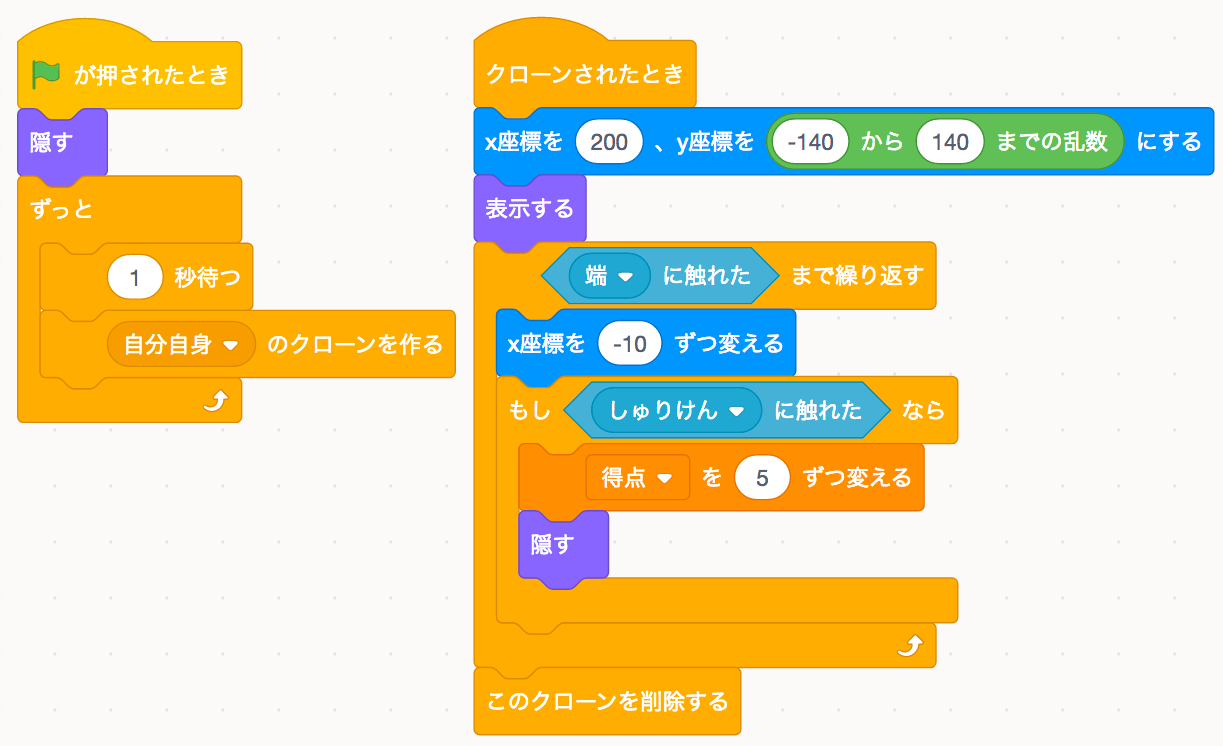 が押されたとき
隠す
ずっと
1 秒待つ
自分自身 のクローンを作る
クローンされたとき
x座標を 200 、y座標を -140 から 140 までの乱数 にする
表示する
端 に触れた まで繰り返す
x座標を -10 ずつ変える
もし しゅりけん に触れた なら
得点 を 5 ずつ変える
隠す
このクローンを削除する